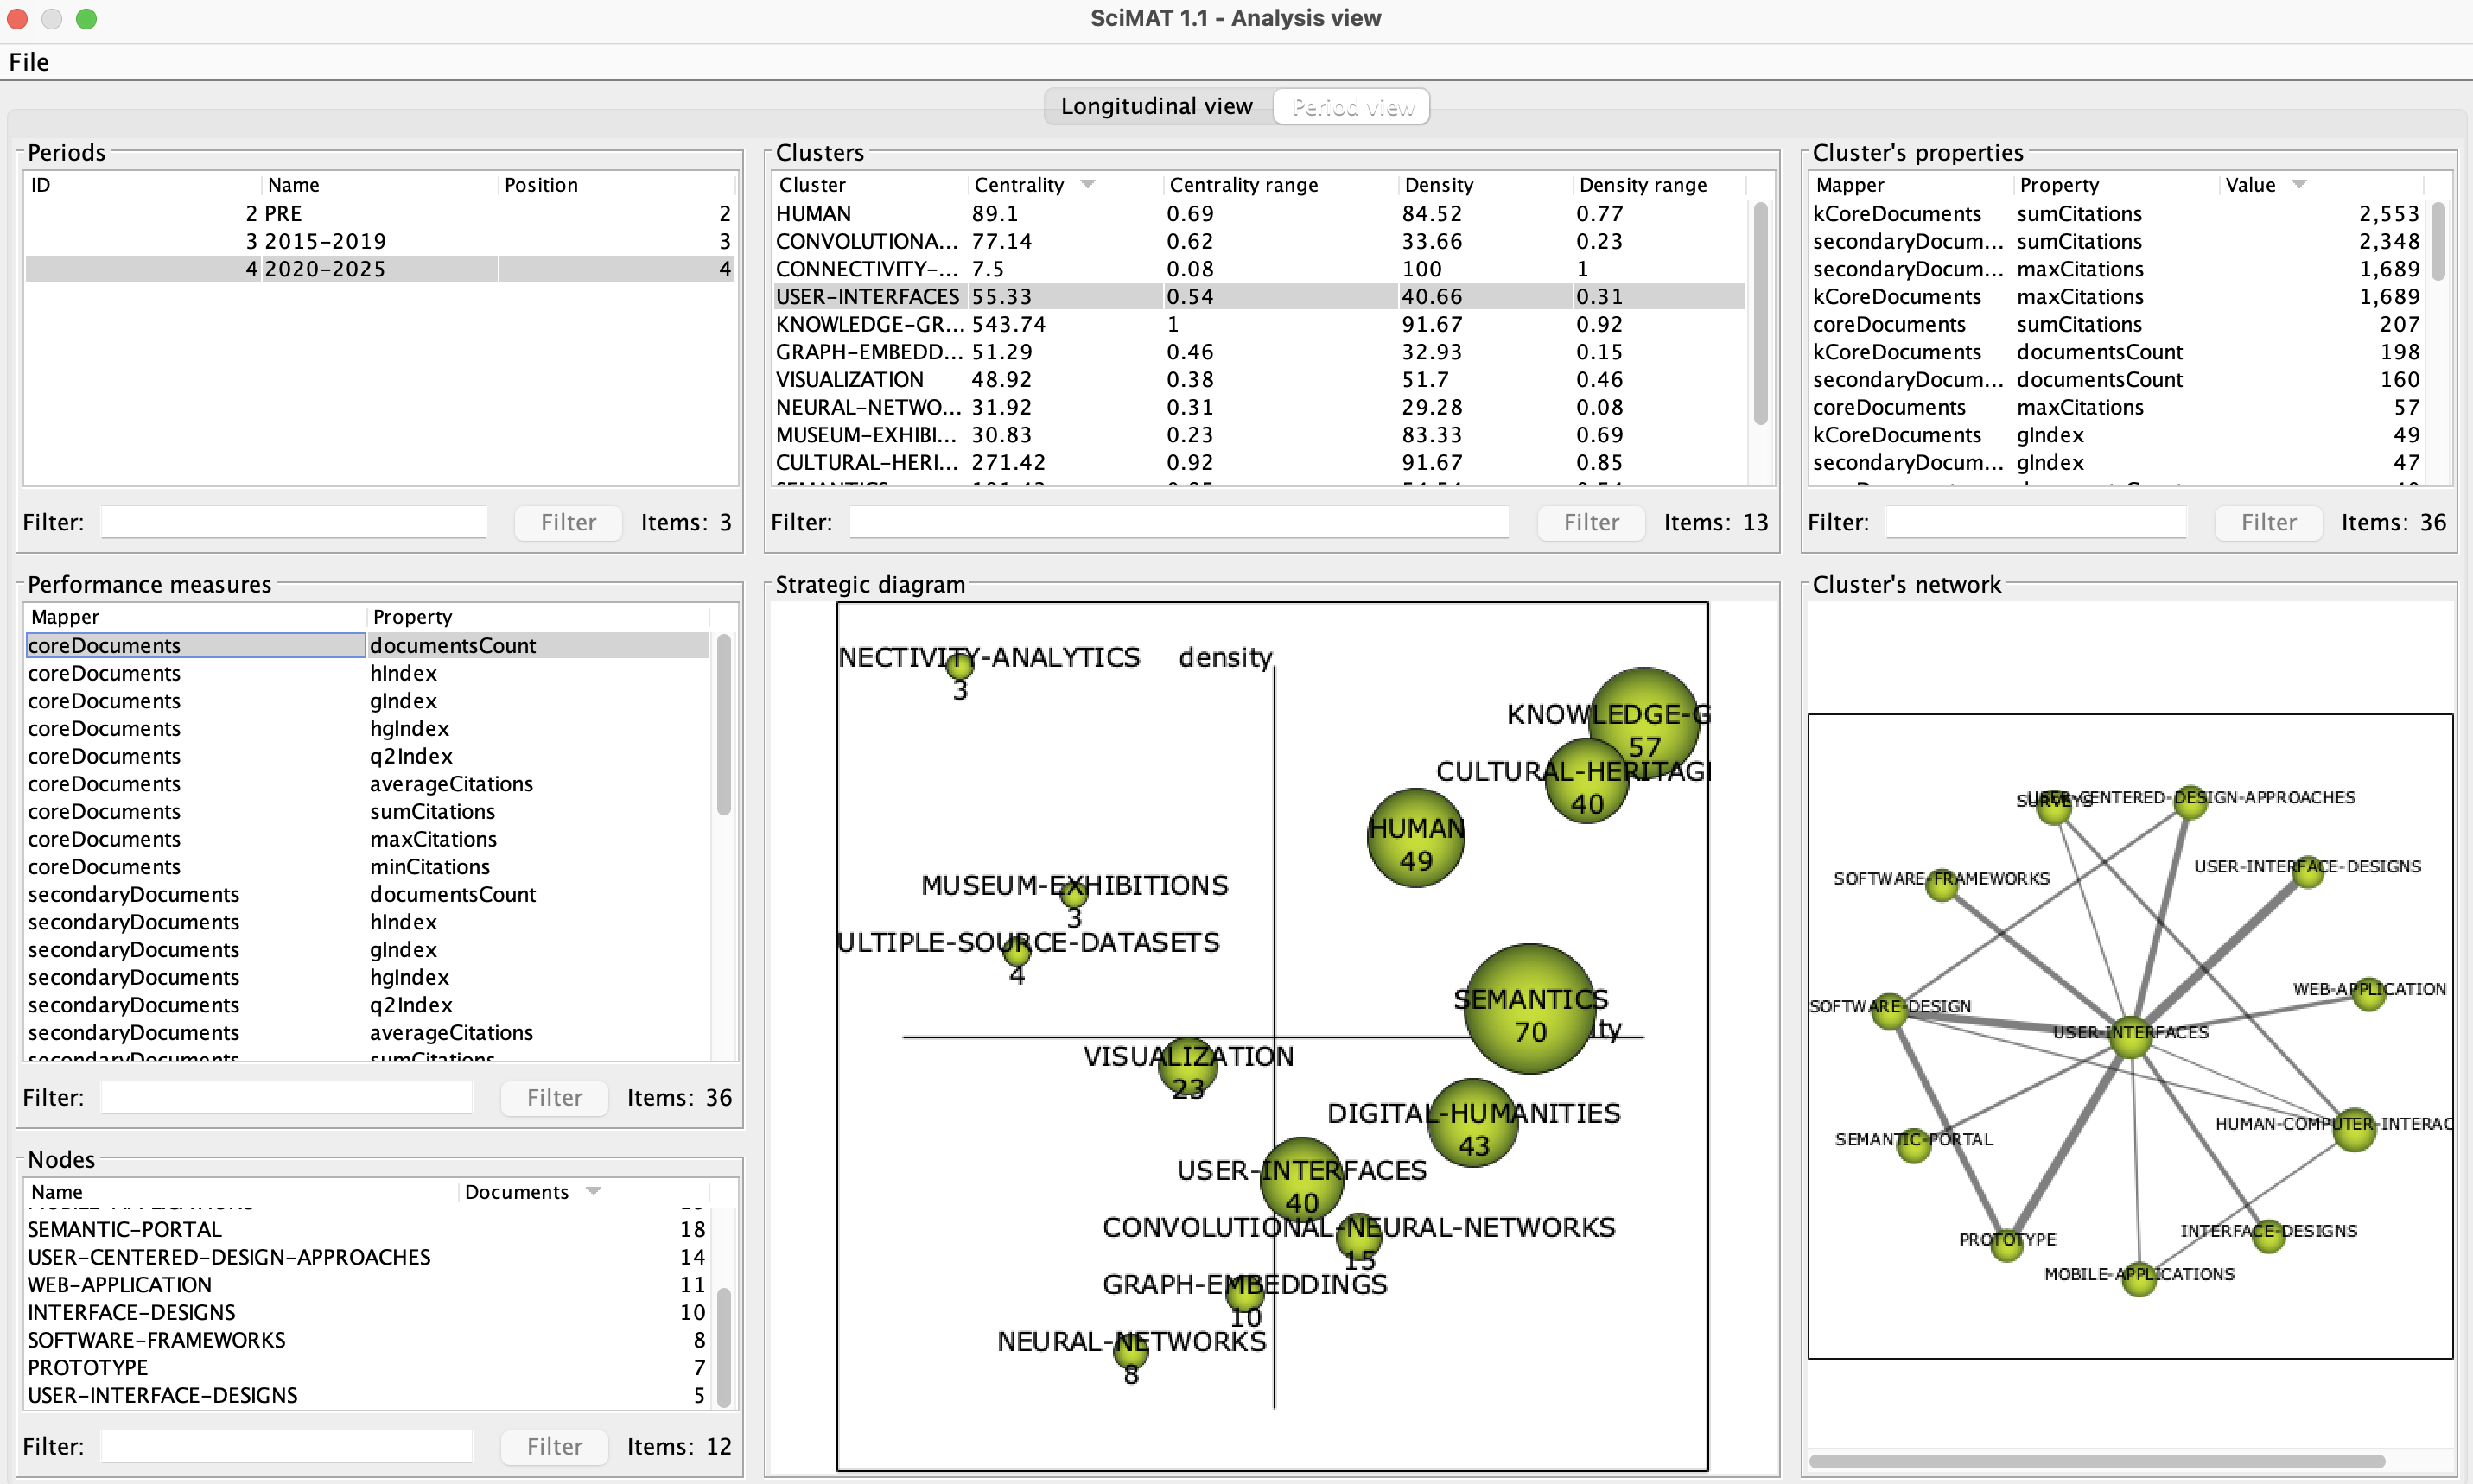 SciMAT 1.1 - Analysis view
File
Longitudinal view Period view
Periods
ID Name Position
2 PRE 2
3 2015-2019 3
4 2020-2025 4
Filter: Filter Items: 3
Clusters
Cluster Centrality Centrality range Density Density range
HUMAN 89.1 0.69 84.52 0.77
CONVOLUTIONA... 77.14 0.62 33.66 0.23
CONNECTIVITY-... 7.5 0.08 100 1
USER-INTERFACES 55.33 0.54 40.66 0.31
KNOWLEDGE-GR... 543.74 1 91.67 0.92
GRAPH-EMBEDD... 51.29 0.46 32.93 0.15
VISUALIZATION 48.92 0.38 51.7 0.46
NEURAL-NETWO... 31.92 0.31 29.28 0.08
MUSEUM-EXHIBI... 30.83 0.23 83.33 0.69
CULTURAL-HERI... 271.42 0.92 91.67 0.85
Filter: Filter Items: 13
Cluster's properties
Mapper Property Value
kCoreDocuments sumCitations 2,553
secondaryDocum... sumCitations 2,348
secondaryDocum... maxCitations 1,689
kCoreDocuments maxCitations 1,689
coreDocuments sumCitations 207
kCoreDocuments documentsCount 198
secondaryDocum... documentsCount 160
coreDocuments maxCitations 57
kCoreDocuments gIndex 49
secondaryDocum... gIndex 47
Filter: Filter Items: 36
Performance measures
Mapper Property
coreDocuments documentsCount
coreDocuments hIndex
coreDocuments gIndex
coreDocuments hgIndex
coreDocuments q2Index
coreDocuments averageCitations
coreDocuments sumCitations
coreDocuments maxCitations
coreDocuments minCitations
secondaryDocuments documentsCount
secondaryDocuments hIndex
secondaryDocuments gIndex
secondaryDocuments hgIndex
secondaryDocuments q2Index
secondaryDocuments averageCitations
Filter: Filter Items: 36
Nodes
Name Documents
SEMANTIC-PORTAL 18
USER-CENTERED-DESIGN-APPROACHES 14
WEB-APPLICATION 11
INTERFACE-DESIGNS 10
SOFTWARE-FRAMEWORKS 8
PROTOTYPE 7
USER-INTERFACE-DESIGNS 5
Filter: Filter Items: 12
Strategic diagram
NECTIVITY-ANALYTICS density
3
KNOWLEDGE-G
57
CULTURAL-HERITAG
40
HUMAN
49
MUSEUM-EXHIBITIONS
3
ULTIPLE-SOURCE-DATASETS
4
SEMANTICS
70
ity
VISUALIZATION
23
DIGITAL-HUMANITIES
43
USER-INTERFACES
40
CONVOLUTIONAL-NEURAL-NETWORKS
15
GRAPH-EMBEDDINGS
10
NEURAL-NETWORKS
8
Cluster's network
SURVEYS USER-CENTERED-DESIGN-APPROACHES
USER-INTERFACE-DESIGNS
SOFTWARE-FRAMEWORKS
WEB-APPLICATION
SOFTWARE-DESIGN
USER-INTERFACES
HUMAN-COMPUTER-INTERAC
SEMANTIC-PORTAL
INTERFACE-DESIGNS
PROTOTYPE
MOBILE-APPLICATIONS